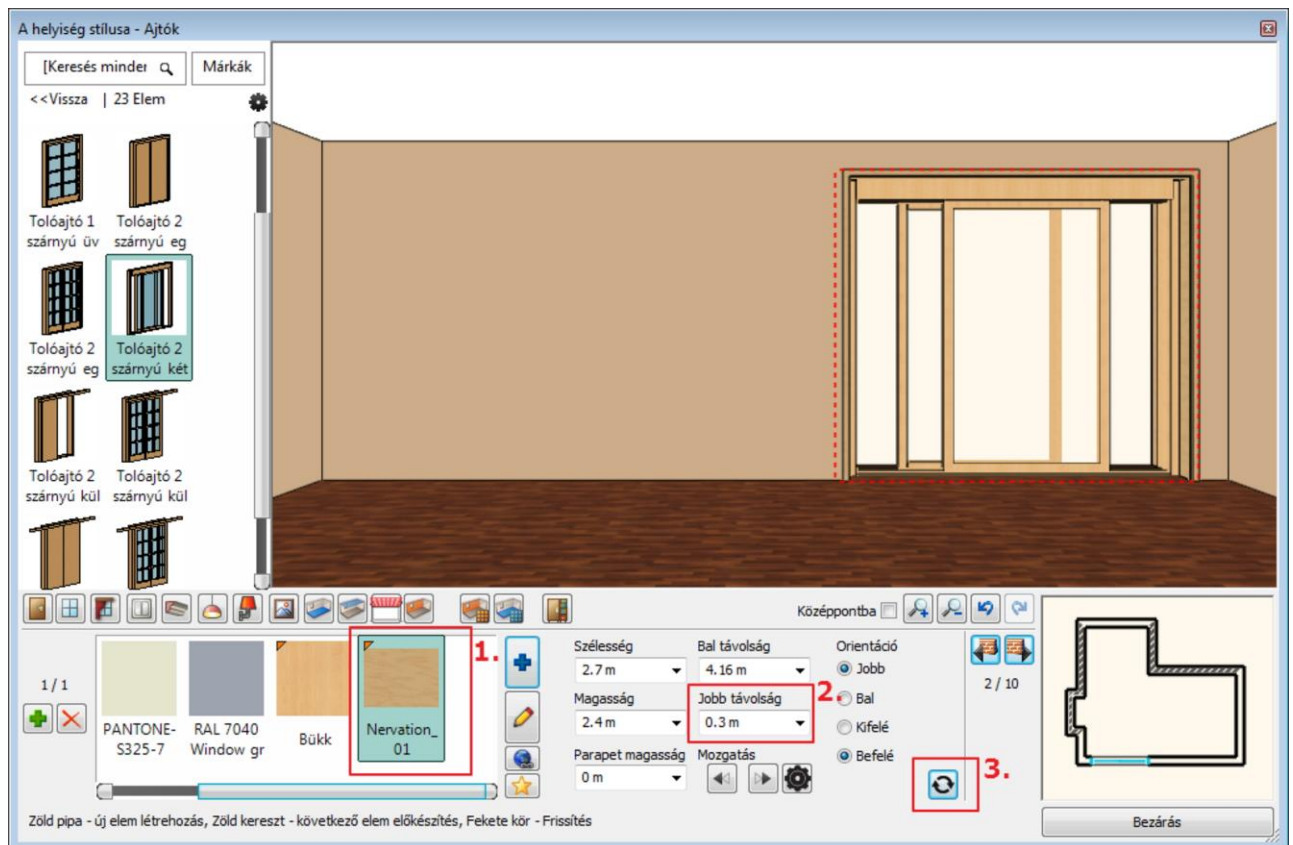 A helyiség stílusa - Ajtók
[Keresés minder
Márkák
<<Vissza | 23 Elem
Tolóajtó 1
szárnyú üv
Tolóajtó 2
szárnyú eg
Tolóajtó 2
szárnyú eg
Tolóajtó 2
szárnyú két
Tolóajtó 2
szárnyú kül
Tolóajtó 2
szárnyú kül
Középpontba
1 / 1
PANTONE-
S325-7
RAL 7040
Window gr
Bükk
Nervation_
01
1.
Szélesség
2.7 m
Magasság
2.4 m
Parapet magasság
0 m
Bal távolság
4.16 m
Jobb távolság
0.3 m
2.
Mozgatás
Orientáció
Jobb
Bal
Kifelé
Befelé
3.
2 / 10
Zöld pipa - új elem létrehozás, Zöld kereszt - következő elem előkészítés, Fekete kör - Frissítés
Bezárás